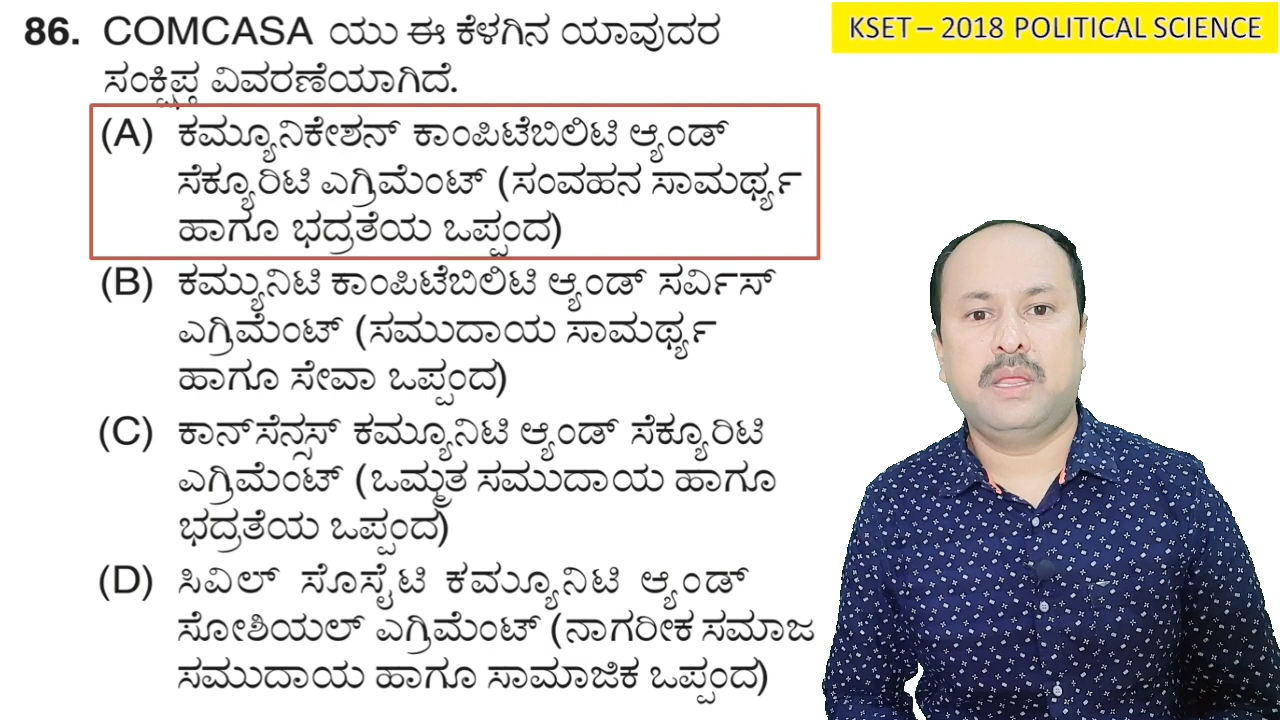 KSET – 2018 POLITICAL SCIENCE
86. COMCASA ಯು ಈ ಕೆಳಗಿನ ಯಾವುದರ
ಸಂಕ್ಷಿಪ್ತ ವಿವರಣೆಯಾಗಿದೆ.
(A) ಕಮ್ಯೂನಿಕೇಶನ್ ಕಾಂಪಿಟೆಬಿಲಿಟಿ ಆ್ಯಂಡ್
ಸೆಕ್ಯೂರಿಟಿ ಎಗ್ರಿಮೆಂಟ್ (ಸಂವಹನ ಸಾಮರ್ಥ್ಯ
ಹಾಗೂ ಭದ್ರತೆಯ ಒಪ್ಪಂದ)
(B) ಕಮ್ಯುನಿಟಿ ಕಾಂಪಿಟೆಬಿಲಿಟಿ ಆ್ಯಂಡ್ ಸರ್ವಿಸ್
ಎಗ್ರಿಮೆಂಟ್ (ಸಮುದಾಯ ಸಾಮರ್ಥ್ಯ
ಹಾಗೂ ಸೇವಾ ಒಪ್ಪಂದ)
(C) ಕಾನ್‌ಸೆನ್ಸಸ್ ಕಮ್ಯೂನಿಟಿ ಆ್ಯಂಡ್ ಸೆಕ್ಯೂರಿಟಿ
ಎಗ್ರಿಮೆಂಟ್ (ಒಮ್ಮತ ಸಮುದಾಯ ಹಾಗೂ
ಭದ್ರತೆಯ ಒಪ್ಪಂದ)
(D) ಸಿವಿಲ್ ಸೊಸೈಟಿ ಕಮ್ಯೂನಿಟಿ ಆ್ಯಂಡ್
ಸೋಶಿಯಲ್ ಎಗ್ರಿಮೆಂಟ್ (ನಾಗರೀಕ ಸಮಾಜ
ಸಮುದಾಯ ಹಾಗೂ ಸಾಮಾಜಿಕ ಒಪ್ಪಂದ)